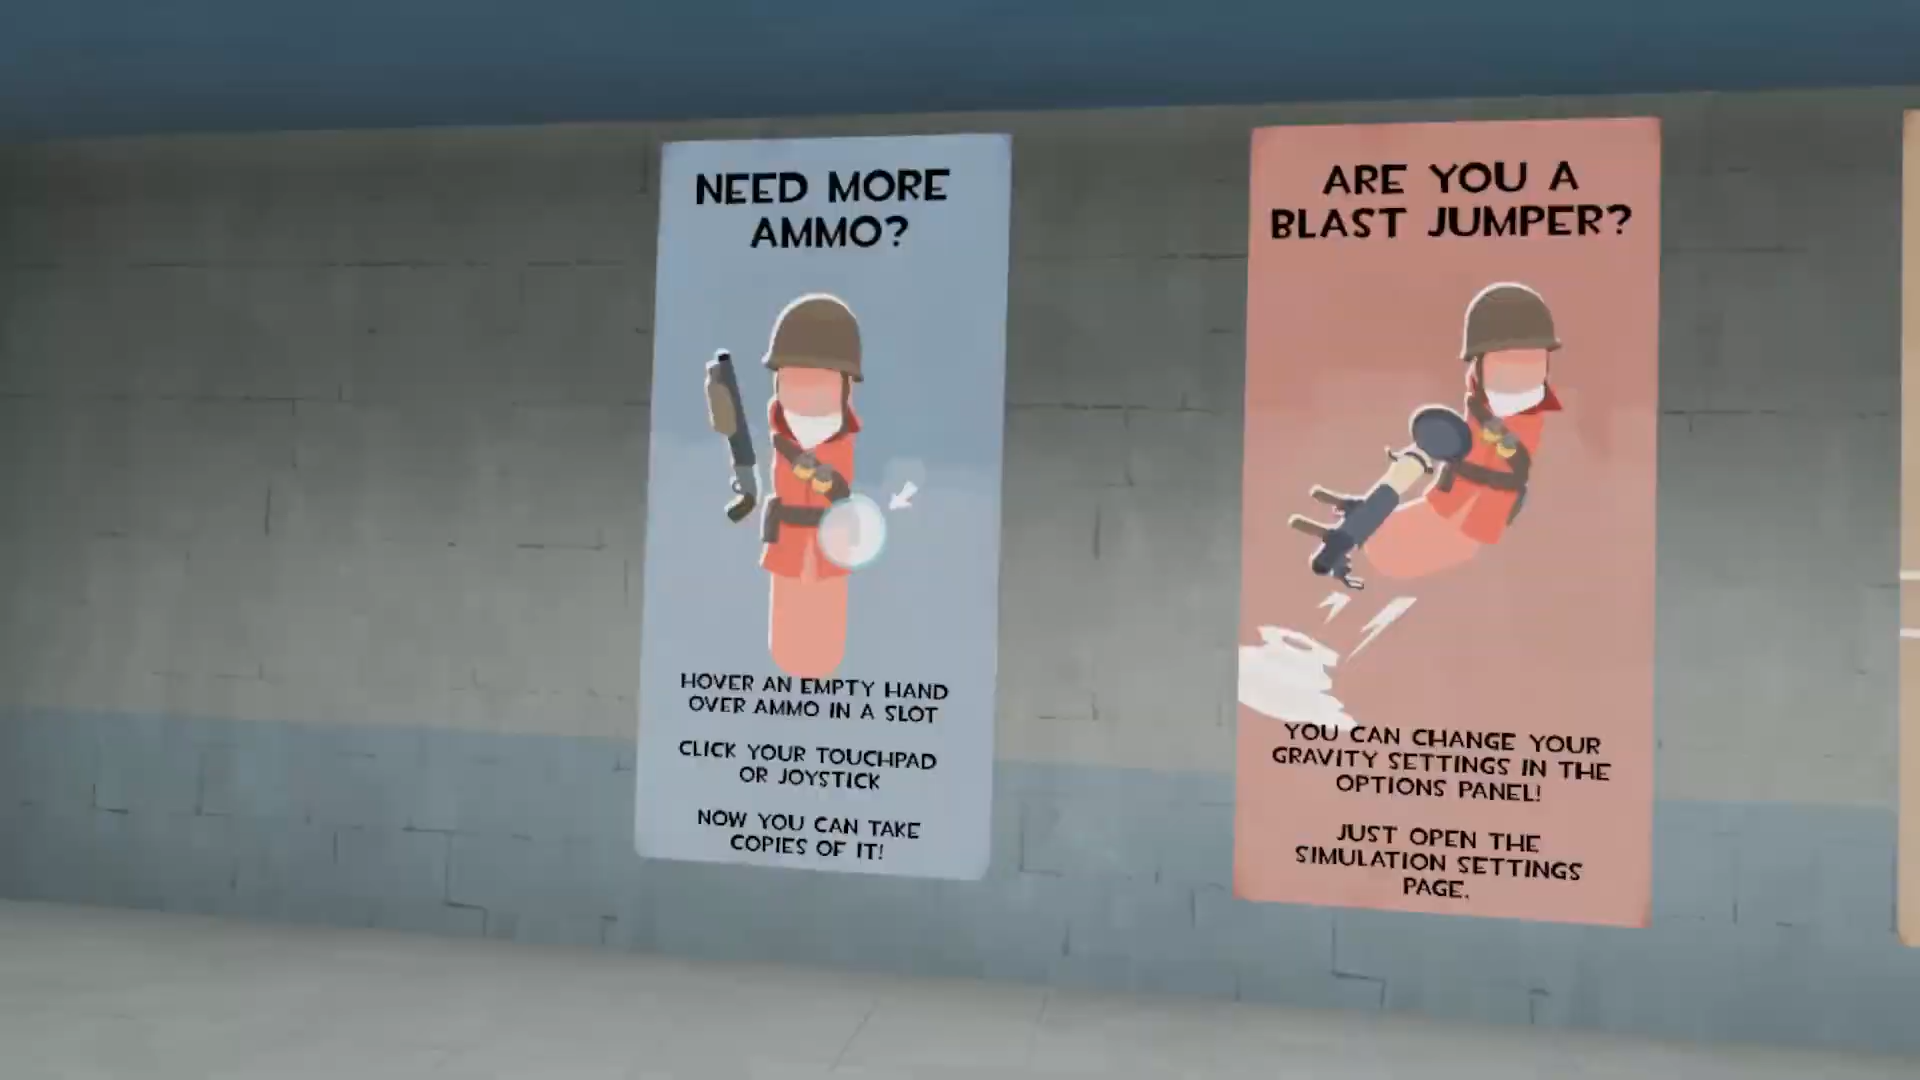 NEED MORE
AMMO?
HOVER AN EMPTY HAND
OVER AMMO IN A SLOT
CLICK YOUR TOUCHPAD
OR JOYSTICK
NOW YOU CAN TAKE
COPIES OF IT!
ARE YOU A
BLAST JUMPER?
YOU CAN CHANGE YOUR
GRAVITY SETTINGS IN THE
OPTIONS PANEL!
JUST OPEN THE
SIMULATION SETTINGS
PAGE.